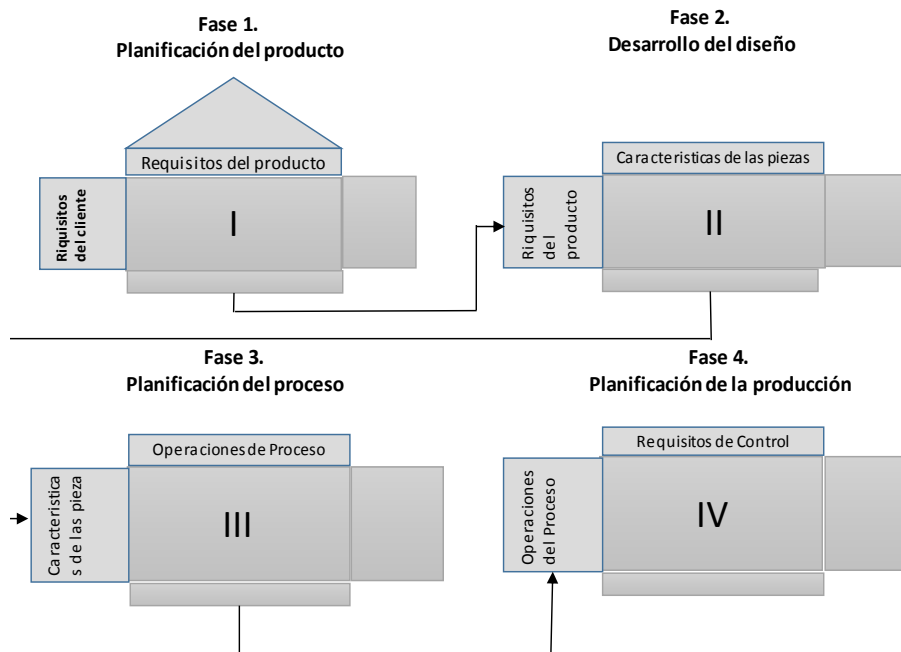 Fase 1.
Planificación del producto
Requisitos del producto
Riquisitos
del cliente
I
Fase 2.
Desarrollo del diseño
Caracteristicas de las piezas
Riquisitos
del
producto
II
Fase 3.
Planificación del proceso
Operaciones de Proceso
Caracteristica
s de las pieza
III
Fase 4.
Planificación de la producción
Requisitos de Control
Operaciones
del Proceso
IV